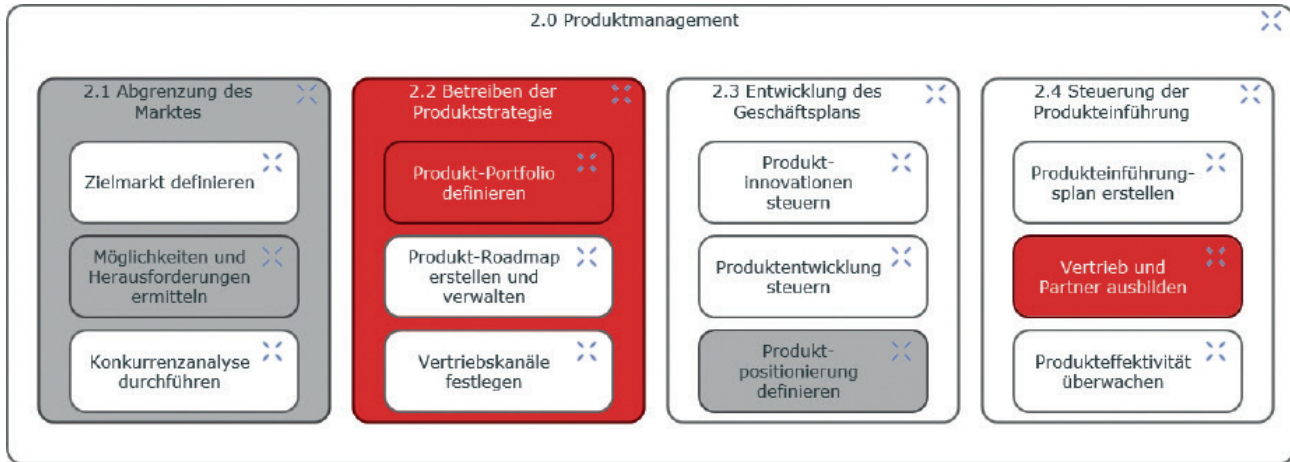 2.0 Produktmanagement
2.1 Abgrenzung des
Marktes
Zielmarkt definieren
Möglichkeiten und
Herausforderungen
ermitteln
Konkurrenzanalyse
durchführen
2.2 Betreiben der
Produktstrategie
Produkt-Portfolio
definieren
Produkt-Roadmap
erstellen und
verwalten
Vertriebskanäle
festlegen
2.3 Entwicklung des
Geschäftsplans
Produkt-
innovationen
steuern
Produktentwicklung
steuern
Produkt-
positionierung
definieren
2.4 Steuerung der
Produkteinführung
Produkteinführung-
splan erstellen
Vertrieb und
Partner ausbilden
Produkteffektivität
überwachen